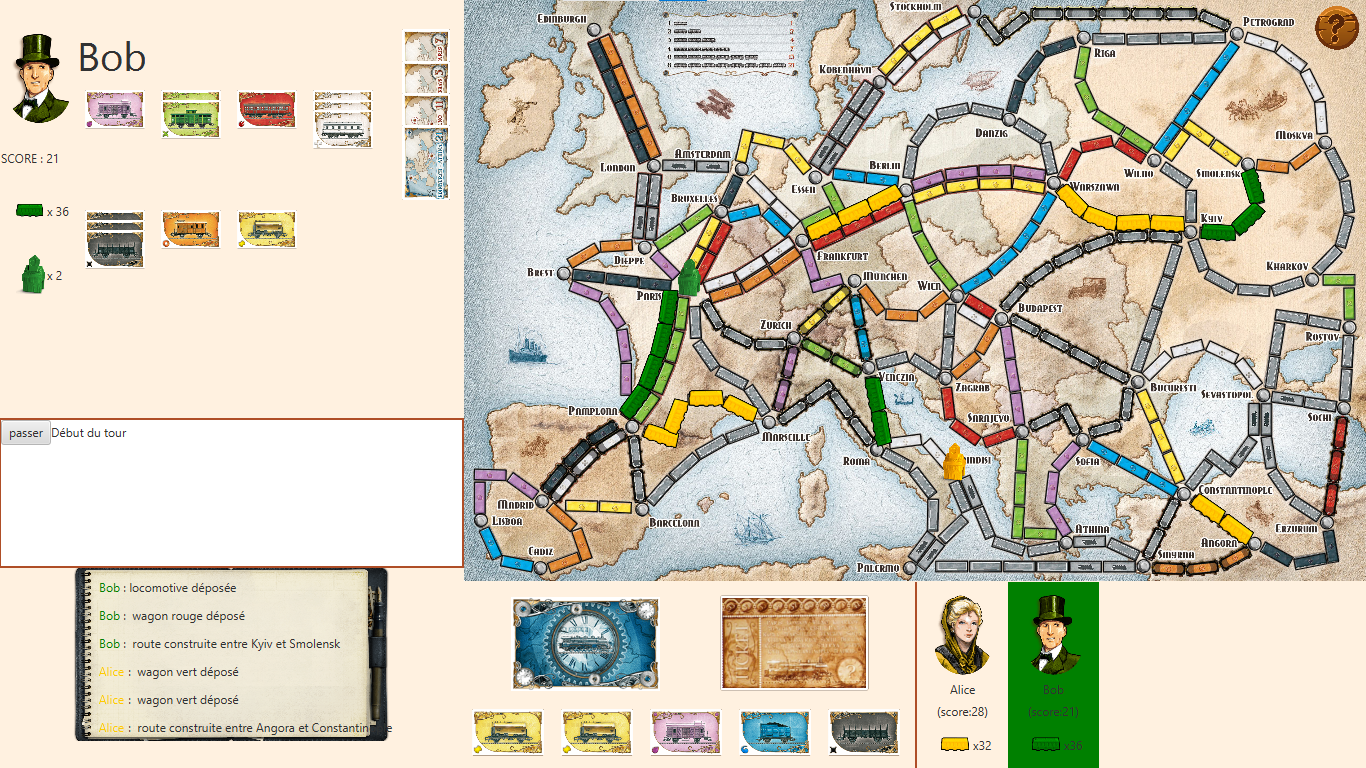 Bob
SCORE : 21
x 36
x 2
passer
Début du tour
Bob : locomotive déposée
Bob : wagon rouge déposé
Bob : route construite entre Kyiv et Smolensk
Alice : wagon vert déposé
Alice : wagon vert déposé
Alice : route construite entre Angora et Constantin
EDINBURGH
STOCKHOLM
PETROGRAD
RIGA
KOBENHAVN
DANZIG
MOSKVA
LONDON
AMSTERDAM
ESSEN
BERLIN
WARSZAWA
WILNO
SMOLENSK
BRUXELLES
KYIV
DIEPPE
FRANKFURT
KHARKOV
BREST
PARIS
MÜNCHEN
WIEN
BUDAPEST
ZURICH
ROSTOV
VENEZIA
ZAGRAB
BUCURESTI
SEVASTOPOL
PAMPLONA
MARSEILLE
SARAJEVO
SOCHI
ROMA
SOFIA
MADRID
BARCELONA
CONSTANTINOPLE
LISBOA
CADIZ
ATHINA
ANGORA
ERZURUM
PALERMO
SMYRNA
Alice
(score:28)
x32
Bob
(score:21)
x36